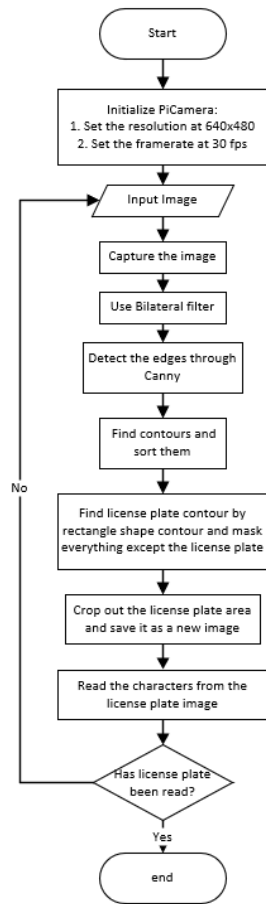 Start
Initialize PiCamera:
1. Set the resolution at 640x480
2. Set the framerate at 30 fps
Input Image
Capture the image
Use Bilateral filter
Detect the edges through
Canny
Find contours and
sort them
No
Find license plate contour by
rectangle shape contour and mask
everything except the license plate
Crop out the license plate area
and save it as a new image
Read the characters from the
license plate image
Has license plate
been read?
Yes
end